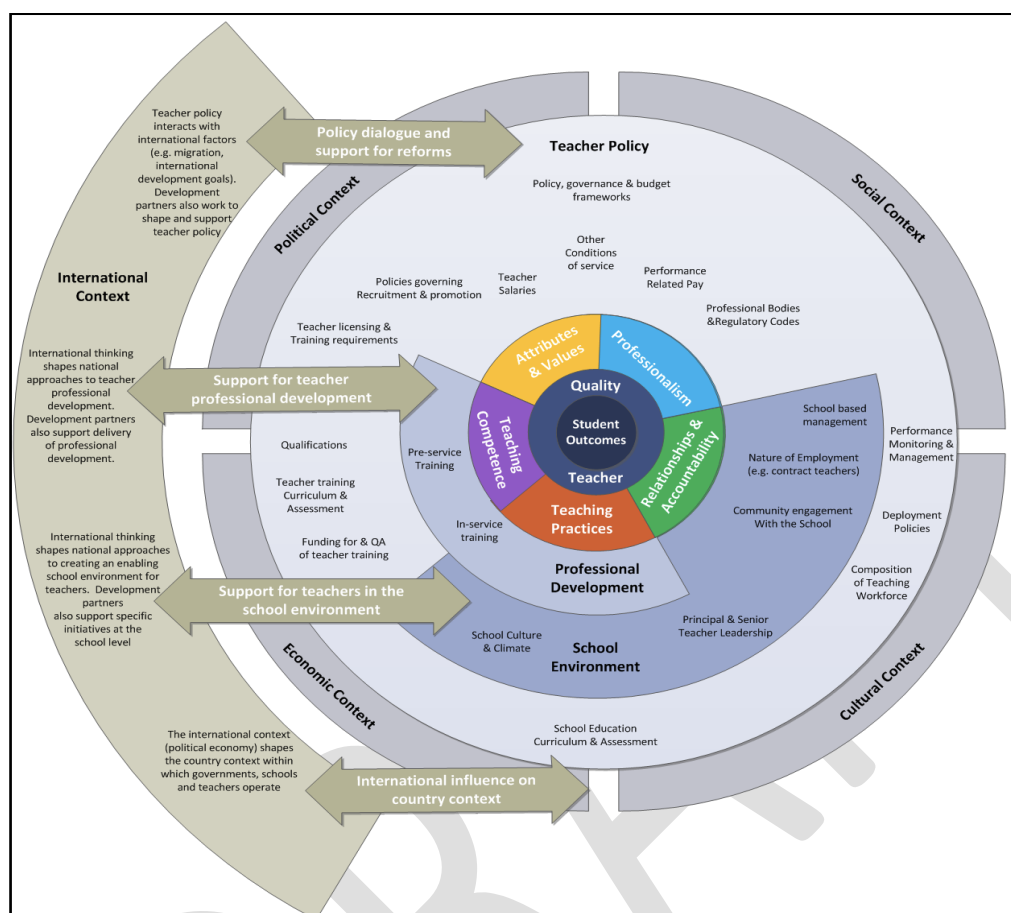 Teacher policy
interacts with
international factors
(e.g. migration,
international
development goals).
Development
partners also work to
shape and support
teacher policy
International
Context
International thinking
shapes national
approaches to teacher
professional
development.
Development partners
also support delivery
of professional
development.
International thinking
shapes national approaches
to creating an enabling
school environment for
teachers. Development
partners
also support specific
initiatives at the
school level
The international context
(political economy) shapes
the country context within
which governments, schools
and teachers operate
Policy dialogue and
support for reforms
Support for teacher
professional development
Support for teachers in the
school environment
International influence on
country context
Political Context
Social Context
Economic Context
Cultural Context
Teacher Policy
Policy, governance & budget
frameworks
Other
Conditions
of service
Teacher
Salaries
Performance
Related Pay
Policies governing
Recruitment & promotion
Professional Bodies
&Regulatory Codes
Teacher licensing &
Training requirements
Qualifications
Teacher training
Curriculum &
Assessment
Funding for & QA
of teacher training
Pre-service
Training
In-service
training
Professional
Development
Attributes
& Values
Professionalism
Teaching
Competence
Relationships &
Accountability
Teaching
Practices
Quality
Student
Outcomes
Teacher
School based
management
Nature of Employment
(e.g. contract teachers)
Community engagement
With the School
Principal & Senior
Teacher Leadership
School Culture
& Climate
School
Environment
Performance
Monitoring &
Management
Deployment
Policies
Composition
of Teaching
Workforce
School Education
Curriculum & Assessment